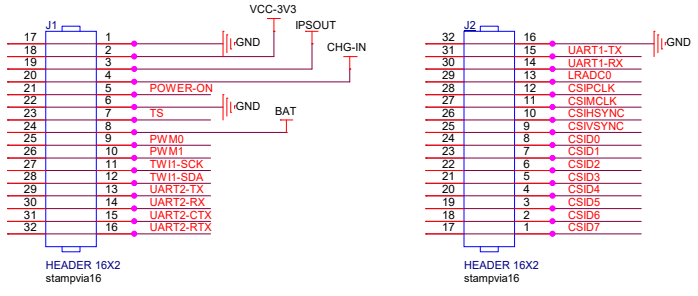 VCC-3V3
J1
IPSOUT
17 1 GND
18 2
CHG-IN
19 3
20 4
21 5 POWER-ON
22 6 GND
23 7 TS
BAT
24 8
25 9 PWM0
26 10 PWM1
27 11 TWI1-SCK
28 12 TWI1-SDA
29 13 UART2-TX
30 14 UART2-RX
31 15 UART2-CTX
32 16 UART2-RTX
HEADER 16X2
stampvia16
J2
32 16 GND
31 15 UART1-TX
30 14 UART1-RX
29 13 LRADC0
28 12 CSIPCLK
27 11 CSIMCLK
26 10 CSIHSYNC
25 9 CSIVSYNC
24 8 CSID0
23 7 CSID1
22 6 CSID2
21 5 CSID3
20 4 CSID4
19 3 CSID5
18 2 CSID6
17 1 CSID7
HEADER 16X2
stampvia16